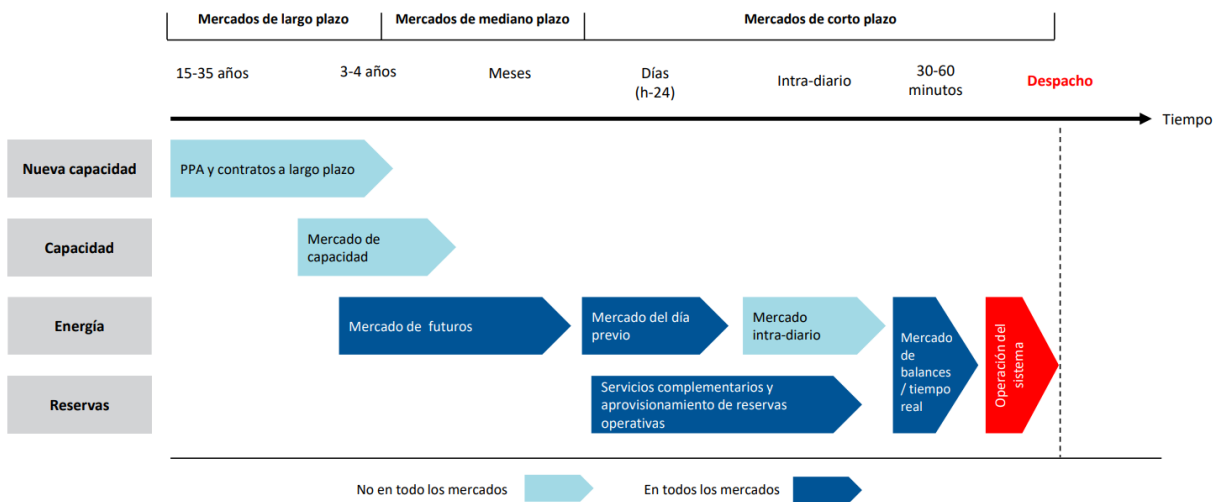 Mercados de largo plazo
Mercados de mediano plazo
Mercados de corto plazo
15-35 años
3-4 años
Meses
Días
(h-24)
Intra-diario
30-60
minutos
Despacho
Tiempo
Nueva capacidad
PPA y contratos a largo plazo
Capacidad
Mercado de
capacidad
Energía
Mercado de futuros
Mercado del día
previo
Mercado
intra-diario
Mercado
de
balances
/ tiempo
real
Operación del
sistema
Reservas
Servicios complementarios y
aprovisionamiento de reservas
operativas
No en todo los mercados
En todos los mercados